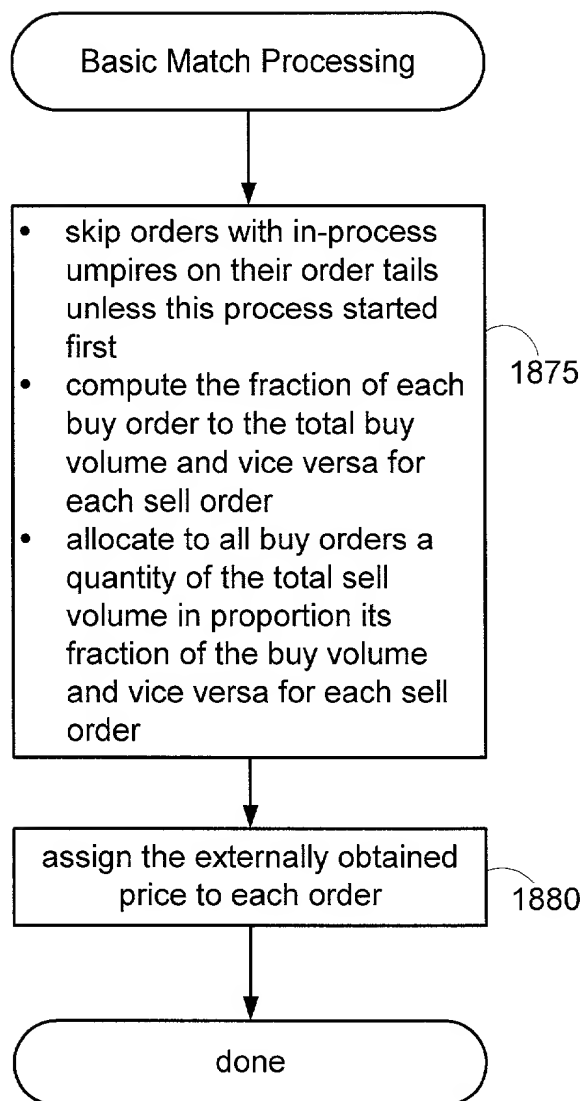 Basic Match Processing
• skip orders with in-process
umpires on their order tails
unless this process started
first
• compute the fraction of each
buy order to the total buy
volume and vice versa for
each sell order
• allocate to all buy orders a
quantity of the total sell
volume in proportion its
fraction of the buy volume
and vice versa for each sell
order
1875
assign the externally obtained
price to each order
1880
done